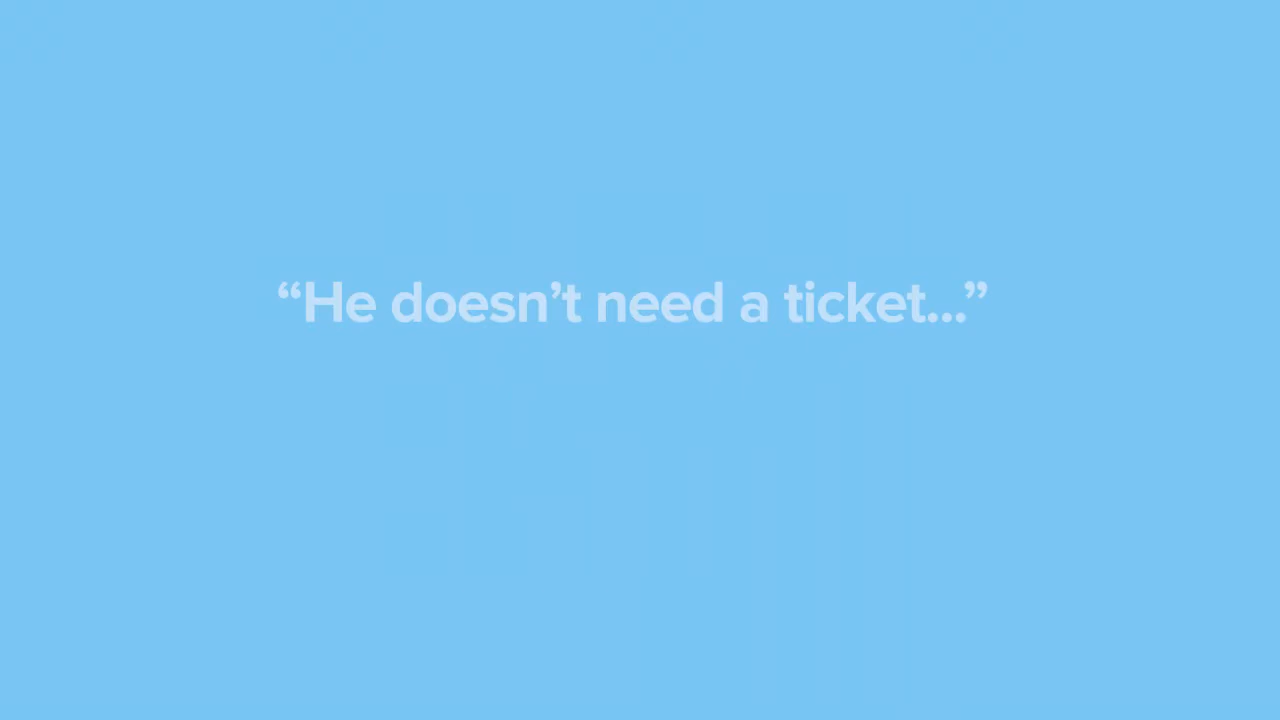 “He doesn’t need a ticket...”